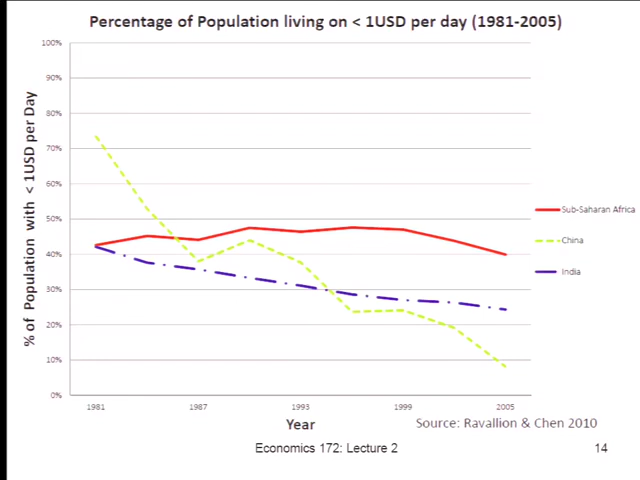 Percentage of Population living on < 1USD per day (1981-2005)
% of Population with < 1USD per Day
100%
90%
80%
70%
60%
50%
40%
30%
20%
10%
0%
1981
1987
1993
1999
2005
Year
Sub-Saharan Africa
China
India
Source: Ravallion & Chen 2010
Economics 172: Lecture 2
14